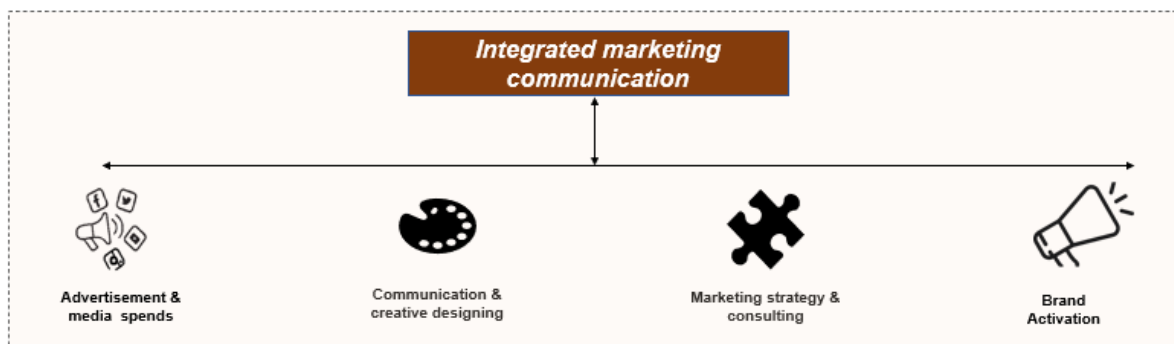 Integrated marketing
communication
Advertisement &
media spends
Communication &
creative designing
Marketing strategy &
consulting
Brand
Activation